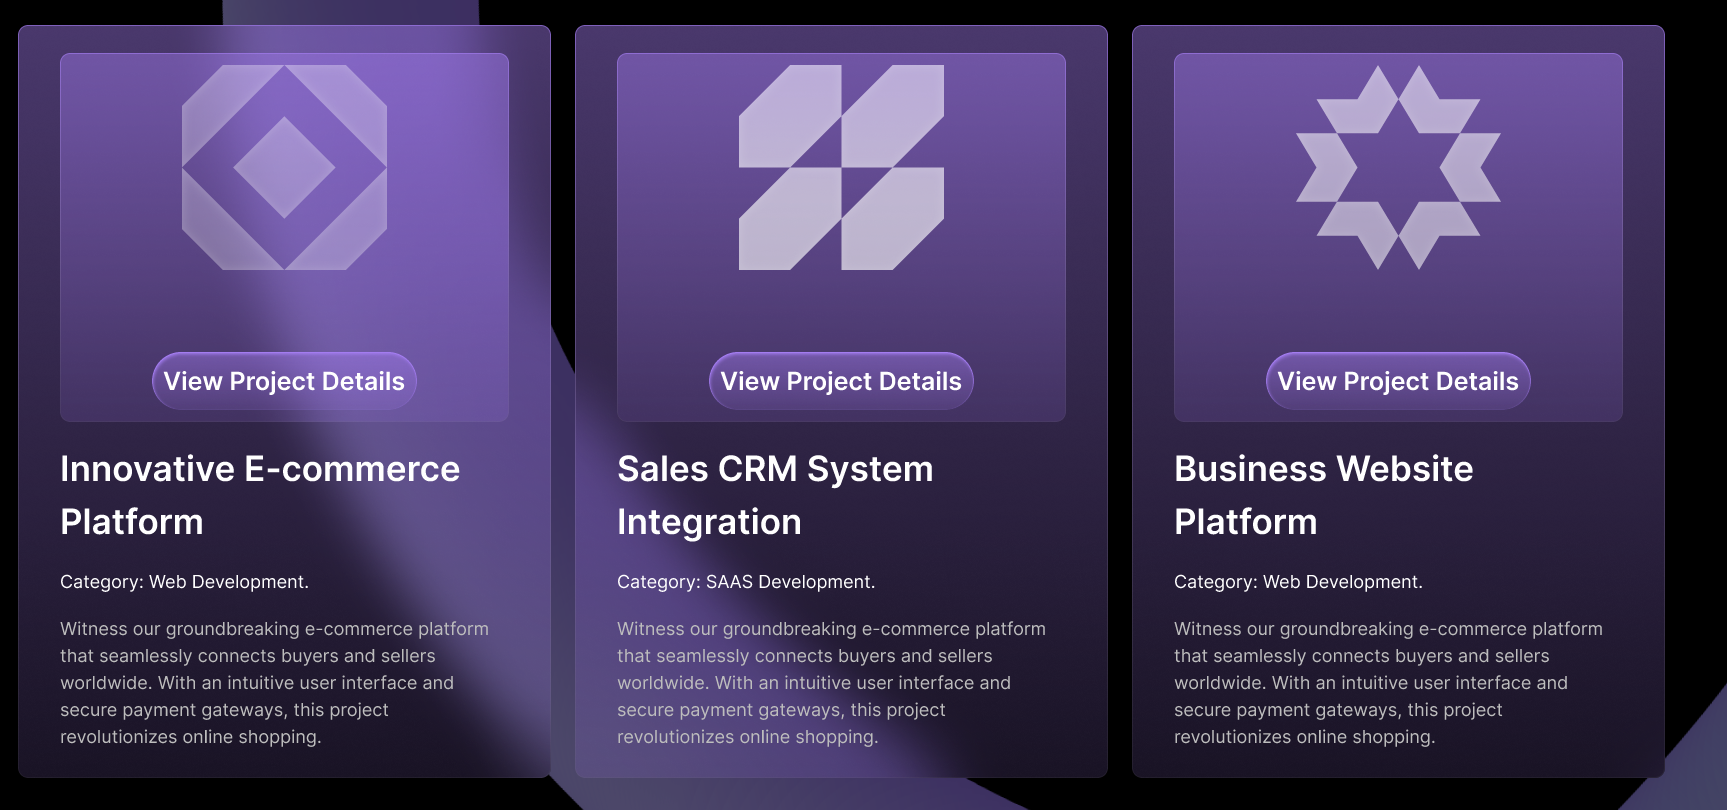 View Project Details
Innovative E-commerce
Platform
Category: Web Development.
Witness our groundbreaking e-commerce platform
that seamlessly connects buyers and sellers
worldwide. With an intuitive user interface and
secure payment gateways, this project
revolutionizes online shopping.
View Project Details
Sales CRM System
Integration
Category: SAAS Development.
Witness our groundbreaking e-commerce platform
that seamlessly connects buyers and sellers
worldwide. With an intuitive user interface and
secure payment gateways, this project
revolutionizes online shopping.
View Project Details
Business Website
Platform
Category: Web Development.
Witness our groundbreaking e-commerce platform
that seamlessly connects buyers and sellers
worldwide. With an intuitive user interface and
secure payment gateways, this project
revolutionizes online shopping.